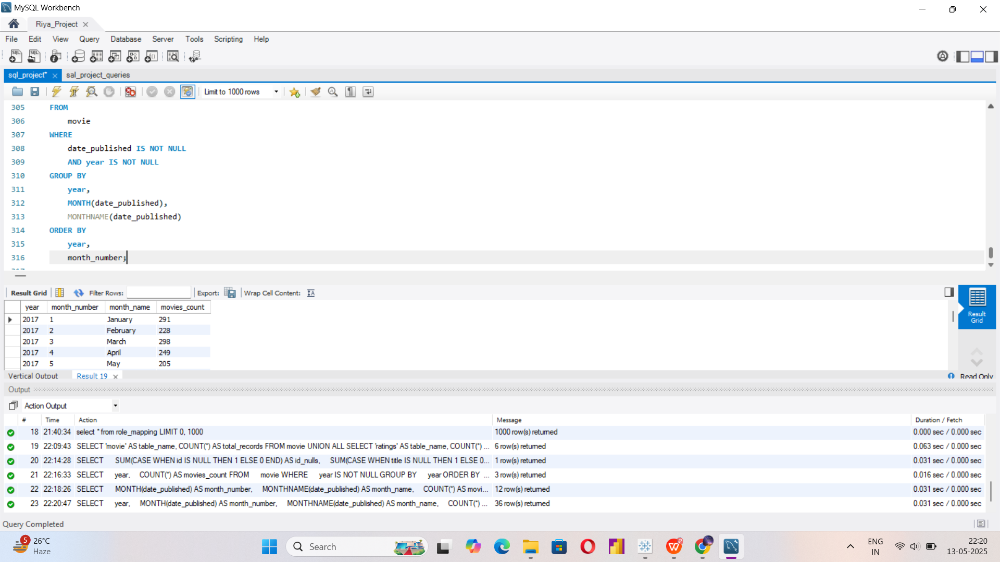 MySQL Workbench
Riya_Project
File Edit View Query Database Server Tools Scripting Help
sql_project* sal_project_queries
Limit to 1000 rows
305 FROM
306 movie
307 WHERE
308 date_published IS NOT NULL
309 AND year IS NOT NULL
310 GROUP BY
311 year,
312 MONTH(date_published),
313 MONTHNAME(date_published)
314 ORDER BY
315 year,
316 month_number;
Result Grid Filter Rows: Export: Wrap Cell Content:
year month_number month_name movies_count
2017 1 January 291
2017 2 February 228
2017 3 March 298
2017 4 April 249
2017 5 May 205
Result
Grid
Vertical Output Result 19 Read Only
Output
Action Output
# Time Action Message Duration / Fetch
18 21:40:34 select * from role_mapping LIMIT 0, 1000 1000 row(s) returned 0.000 sec / 0.000 sec
19 22:09:43 SELECT 'movie' AS table_name, COUNT(*) AS total_records FROM movie UNION ALL SELECT 'ratings' AS table_name, COUNT(*) ... 6 row(s) returned 0.063 sec / 0.000 sec
20 22:14:28 SELECT SUM(CASE WHEN id IS NULL THEN 1 ELSE 0 END) AS id_nulls, SUM(CASE WHEN title IS NULL THEN 1 ELSE 0... 1 row(s) returned 0.031 sec / 0.000 sec
21 22:16:33 SELECT year, COUNT(*) AS movies_count FROM movie WHERE year IS NOT NULL GROUP BY year ORDER BY ... 3 row(s) returned 0.016 sec / 0.000 sec
22 22:18:26 SELECT MONTH(date_published) AS month_number, MONTHNAME(date_published) AS month_name, COUNT(*) AS movi... 12 row(s) returned 0.031 sec / 0.000 sec
23 22:20:47 SELECT year, MONTH(date_published) AS month_number, MONTHNAME(date_published) AS month_name, COUNT(*) ... 36 row(s) returned 0.031 sec / 0.000 sec
Query Completed
5 26°C
Haze
Search
ENG
IN
22:20
13-05-2025